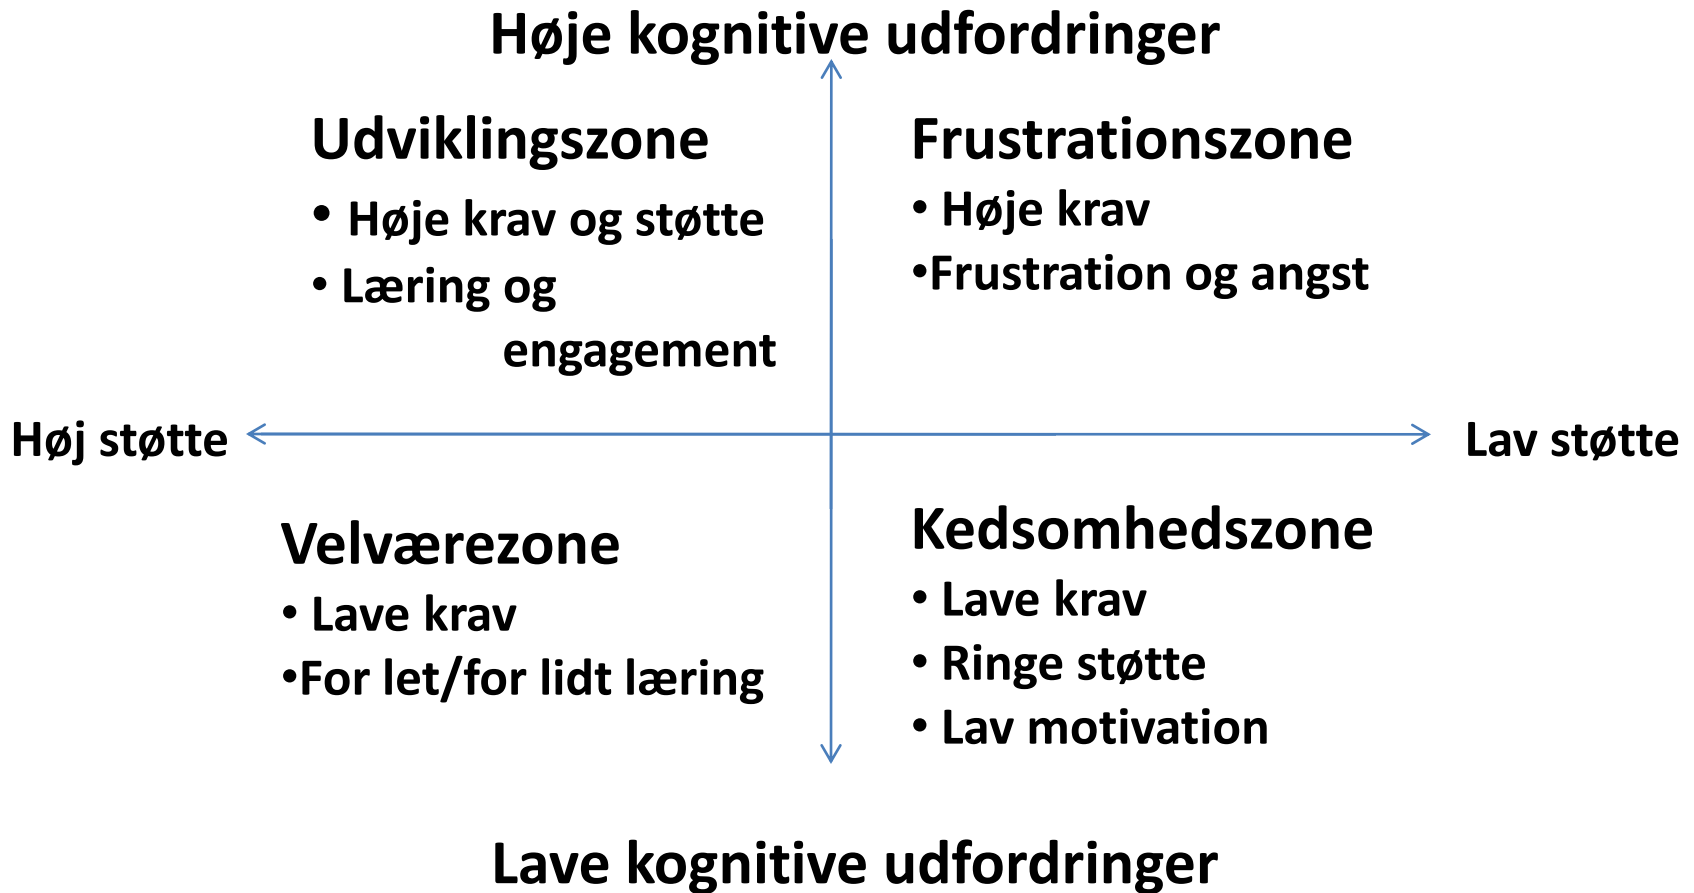 Høje kognitive udfordringer
Udviklingszone
• Høje krav og støtte
• Læring og
engagement
Frustrationszone
• Høje krav
•Frustration og angst
Høj støtte
Lav støtte
Velværezone
• Lave krav
•For let/for lidt læring
Kedsomhedszone
• Lave krav
• Ringe støtte
• Lav motivation
Lave kognitive udfordringer